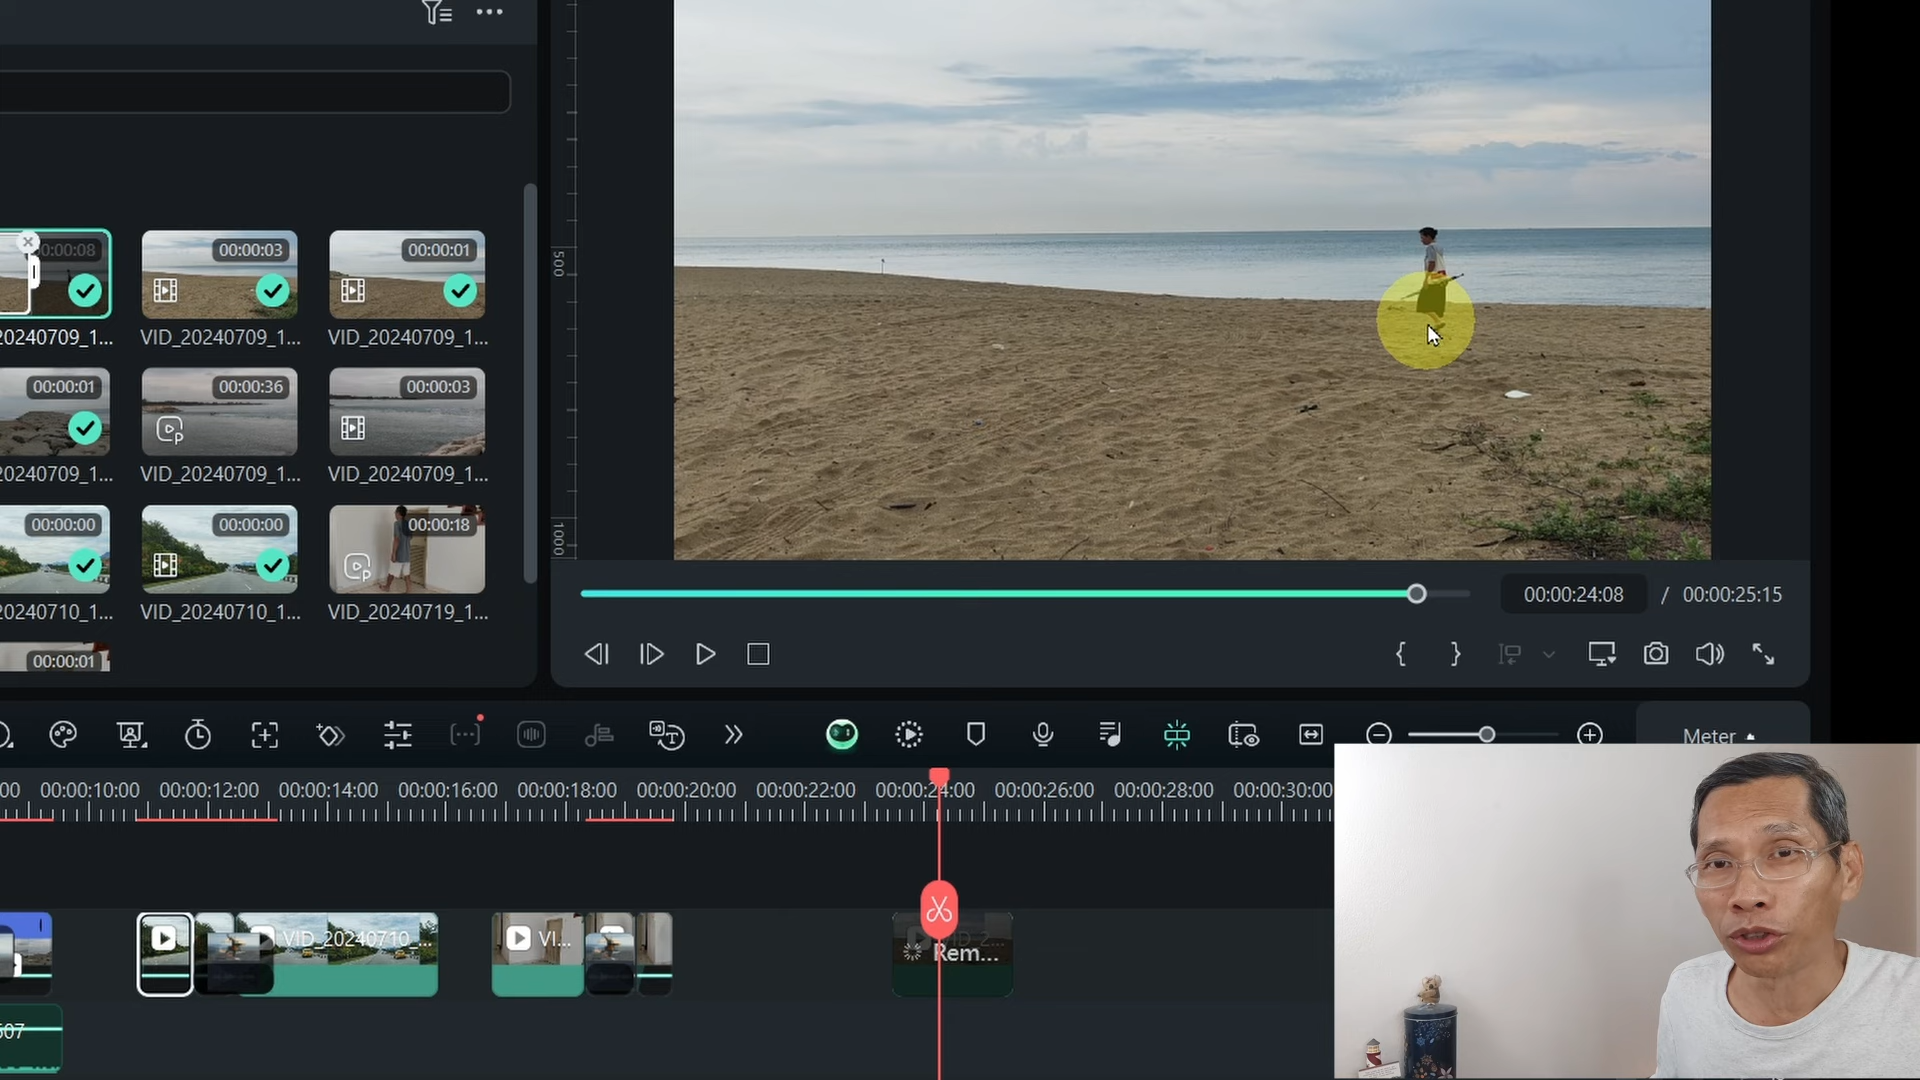 0:00:08
00:00:03
00:00:01
20240709_1...
VID_20240709_1...
VID_20240709_1...
00:00:01
00:00:36
00:00:03
20240709_1...
VID_20240709_1...
VID_20240709_1...
00:00:00
00:00:00
00:00:18
20240710_1...
VID_20240710_1...
VID_20240719_1...
00:00:01
500
1000
00:00:24:08 / 00:00:25:15
Meter
00 00:00:10:00 00:00:12:00 00:00:14:00 00:00:16:00 00:00:18:00 00:00:20:00 00:00:22:00 00:00:24:00 00:00:26:00 00:00:28:00 00:00:30:00
VID_20240710_...
VI...
Rem...
607